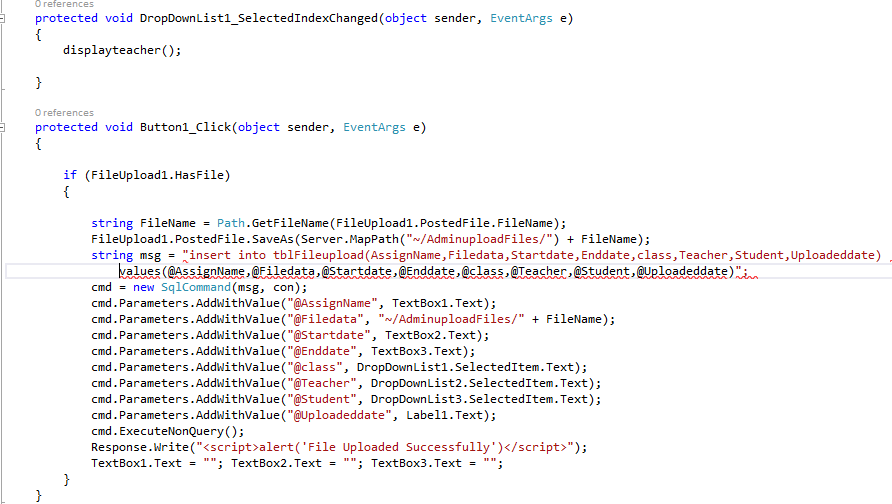 0 references
protected void DropDownList1_SelectedIndexChanged(object sender, EventArgs e)
{
displayteacher();
}
0 references
protected void Button1_Click(object sender, EventArgs e)
{
if (FileUpload1.HasFile)
{
string FileName = Path.GetFileName(FileUpload1.PostedFile.FileName);
FileUpload1.PostedFile.SaveAs(Server.MapPath("~/AdminuploadFiles/") + FileName);
string msg = "insert into tblFileupload(AssignName,Filedata,Startdate,Enddate,class,Teacher,Student,Uploadeddate)
values(@AssignName,@Filedata,@Startdate,@Enddate,@class,@Teacher,@Student,@Uploadeddate)";
cmd = new SqlCommand(msg, con);
cmd.Parameters.AddWithValue("@AssignName", TextBox1.Text);
cmd.Parameters.AddWithValue("@Filedata", "~/AdminuploadFiles/" + FileName);
cmd.Parameters.AddWithValue("@Startdate", TextBox2.Text);
cmd.Parameters.AddWithValue("@Enddate", TextBox3.Text);
cmd.Parameters.AddWithValue("@class", DropDownList1.SelectedItem.Text);
cmd.Parameters.AddWithValue("@Teacher", DropDownList2.SelectedItem.Text);
cmd.Parameters.AddWithValue("@Student", DropDownList3.SelectedItem.Text);
cmd.Parameters.AddWithValue("@Uploadeddate", Label1.Text);
cmd.ExecuteNonQuery();
Response.Write("<script>alert('File Uploaded Successfully')</script>");
TextBox1.Text = ""; TextBox2.Text = ""; TextBox3.Text = "";
}
}